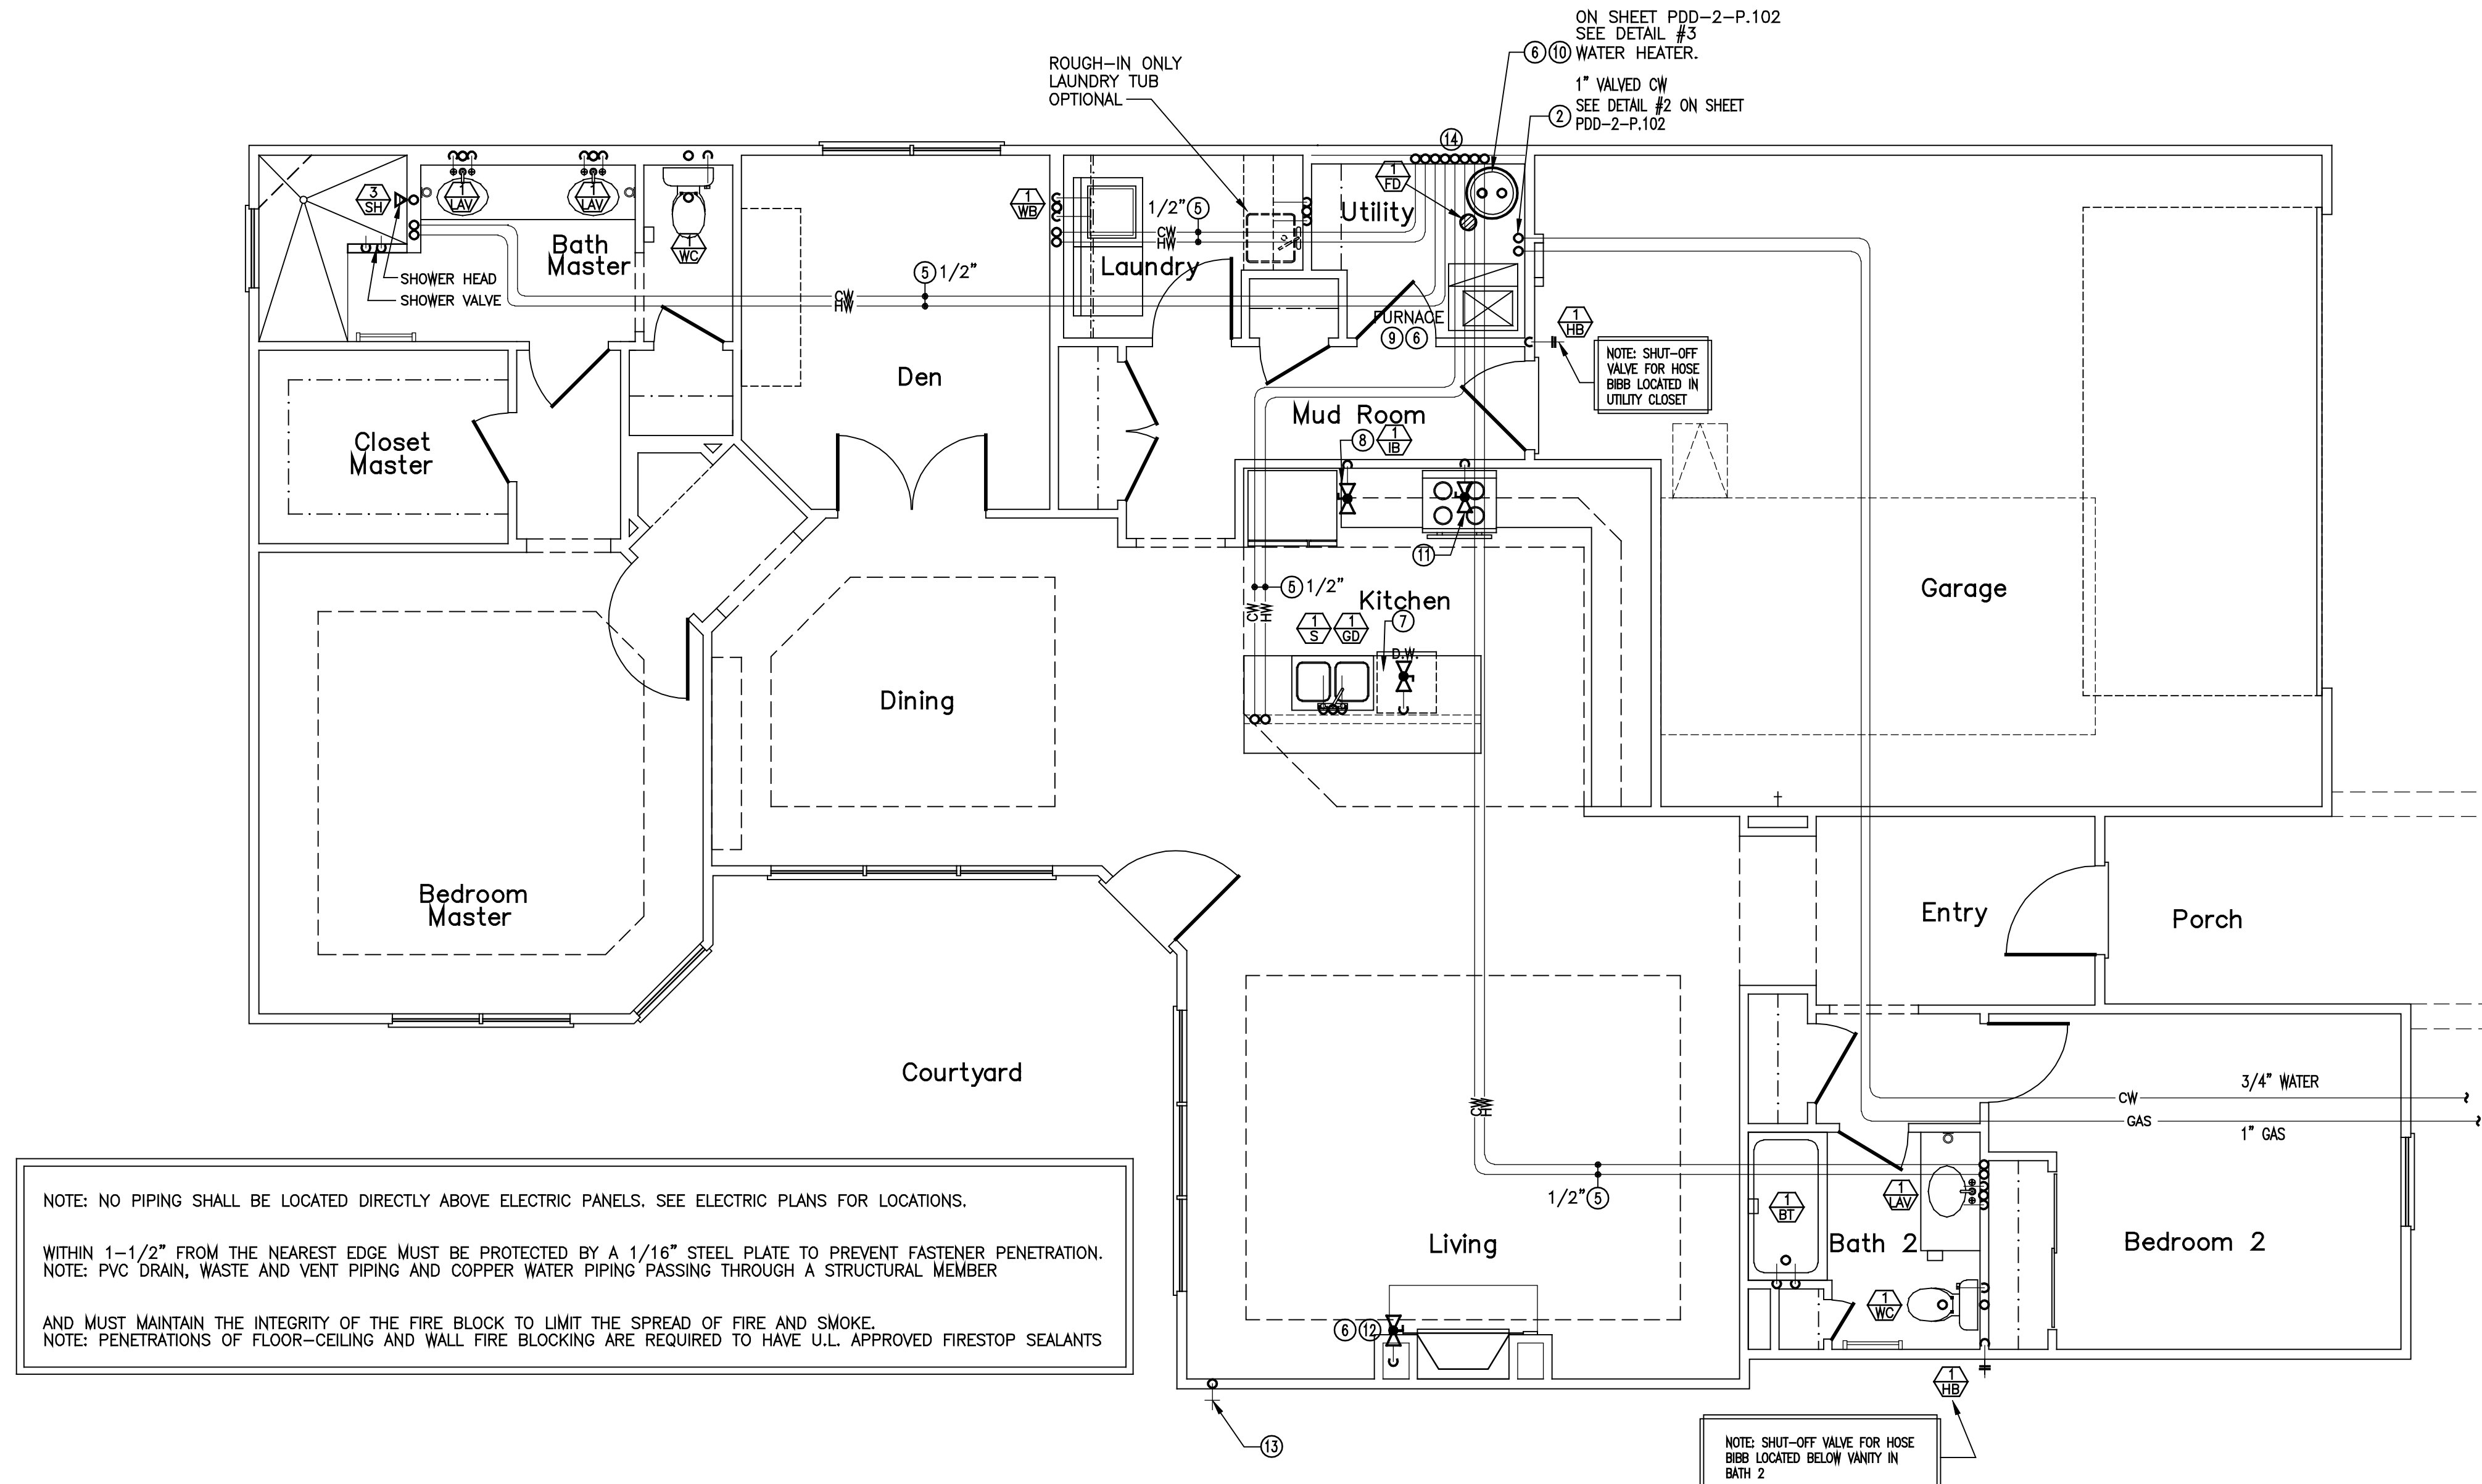 ON SHEET PDD-2-P.102
SEE DETAIL #3
6 10 WATER HEATER.
ROUGH-IN ONLY
LAUNDRY TUB
OPTIONAL
1" VALVED CW
SEE DETAIL #2 ON SHEET
2
PDD-2-P.102
14
1
FD
3
SH
1
LAV
1
LAV
1
WC
1
WB
1/2" 5
CW
HW
Utility
Bath
Master
Laundry
SHOWER HEAD
SHOWER VALVE
5 1/2"
CW
HW
FURNACE
9 6
1
HB
NOTE: SHUT-OFF
VALVE FOR HOSE
BIBB LOCATED IN
UTILITY CLOSET
Den
Mud Room
Closet
Master
8
1
IB
11
5 1/2"
CW
HW
Kitchen
1
S
1
GD
7
D.W.
Garage
Dining
Bedroom
Master
Entry
Porch
Courtyard
CW
HW
3/4" WATER
CW
GAS
1" GAS
1/2" 5
1
BT
1
LAV
Bath 2
Bedroom 2
Living
1
WC
6 12
13
1
HB
NOTE: SHUT-OFF VALVE FOR HOSE
BIBB LOCATED BELOW VANITY IN
BATH 2
NOTE: NO PIPING SHALL BE LOCATED DIRECTLY ABOVE ELECTRIC PANELS. SEE ELECTRIC PLANS FOR LOCATIONS.
WITHIN 1-1/2" FROM THE NEAREST EDGE MUST BE PROTECTED BY A 1/16" STEEL PLATE TO PREVENT FASTENER PENETRATION.
NOTE: PVC DRAIN, WASTE AND VENT PIPING AND COPPER WATER PIPING PASSING THROUGH A STRUCTURAL MEMBER
AND MUST MAINTAIN THE INTEGRITY OF THE FIRE BLOCK TO LIMIT THE SPREAD OF FIRE AND SMOKE.
NOTE: PENETRATIONS OF FLOOR-CEILING AND WALL FIRE BLOCKING ARE REQUIRED TO HAVE U.L. APPROVED FIRESTOP SEALANTS